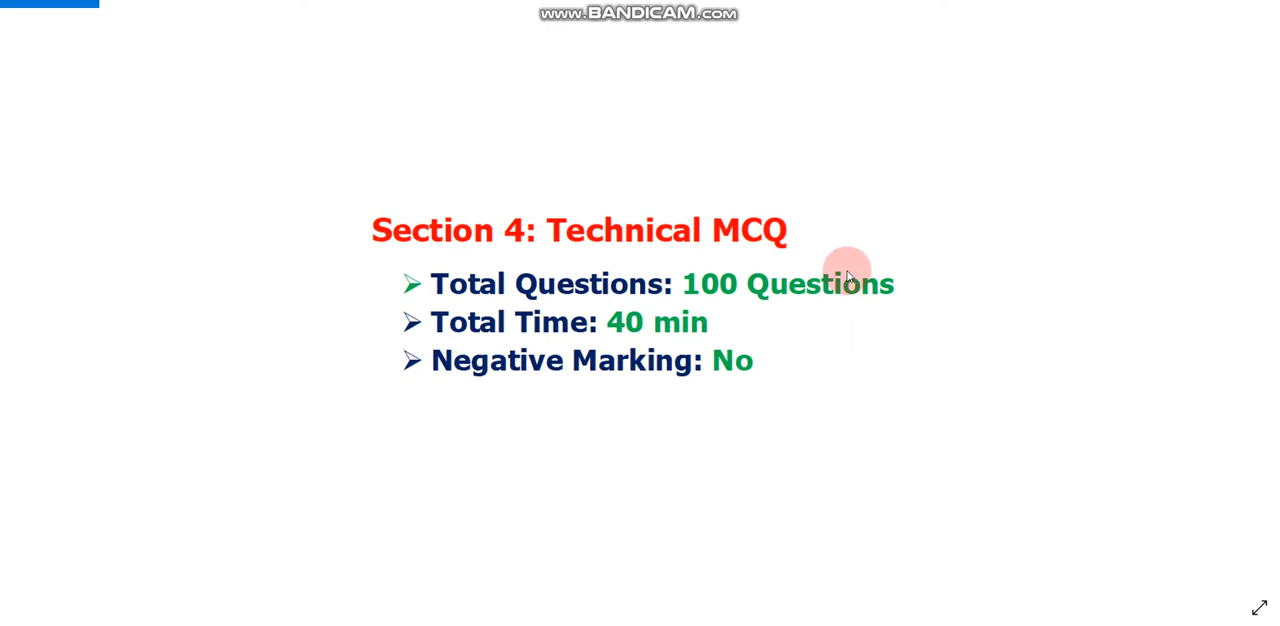 www.BANDICAM.com
Section 4: Technical MCQ
➢ Total Questions: 100 Questions
➢ Total Time: 40 min
➢ Negative Marking: No